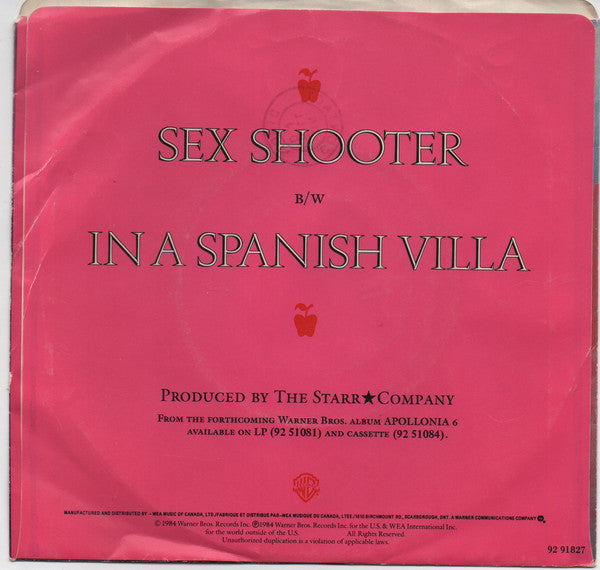 SEX SHOOTER
B/W
IN A SPANISH VILLA
PRODUCED BY THE STARR★COMPANY
FROM THE FORTHCOMING WARNER BROS. ALBUM APOLLONIA 6
AVAILABLE ON LP (92 51081) AND CASSETTE (92 51084).
MANUFACTURED AND DISTRIBUTED BY - WEA MUSIC OF CANADA, LTD./FABRIQUE ET DISTRIBUE PAR-WEA MUSIQUE DU CANADA, LTEE./1810 BIRCHMOUNT RD., SCARBOROUGH, ONT. A WARNER COMMUNICATIONS COMPANY
© 1984 Warner Bros. Records Inc. ℗1984 Warner Bros. Records Inc. for the U.S. & WEA International Inc.
for the world outside of the U.S. All Rights Reserved
Unauthorized duplication is a violation of applicable laws.
92 91827